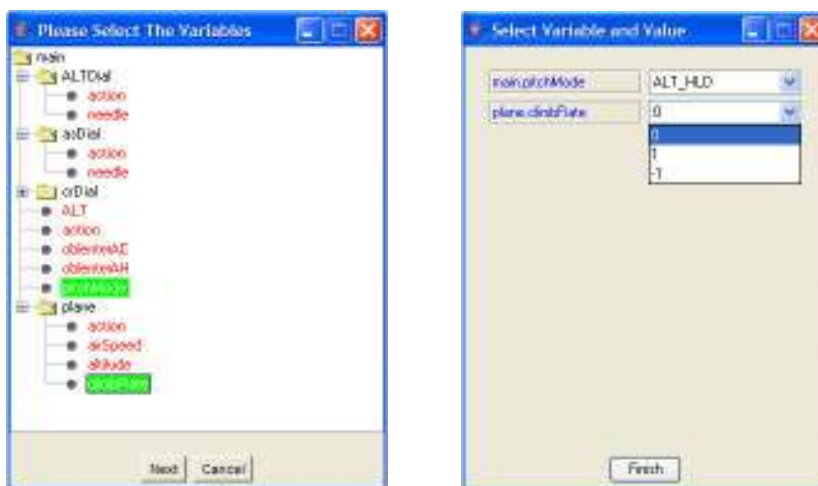 Please Select The Variables
main
ALTDial
action
needle
asDial
action
needle
crDial
ALT
action
pitchMode
plane
action
airSpeed
altitude
climbRate
Next
Cancel
Select Variable and Value
main.pitchMode
ALT_HLD
plane.climbRate
0
0
1
-1
Finish